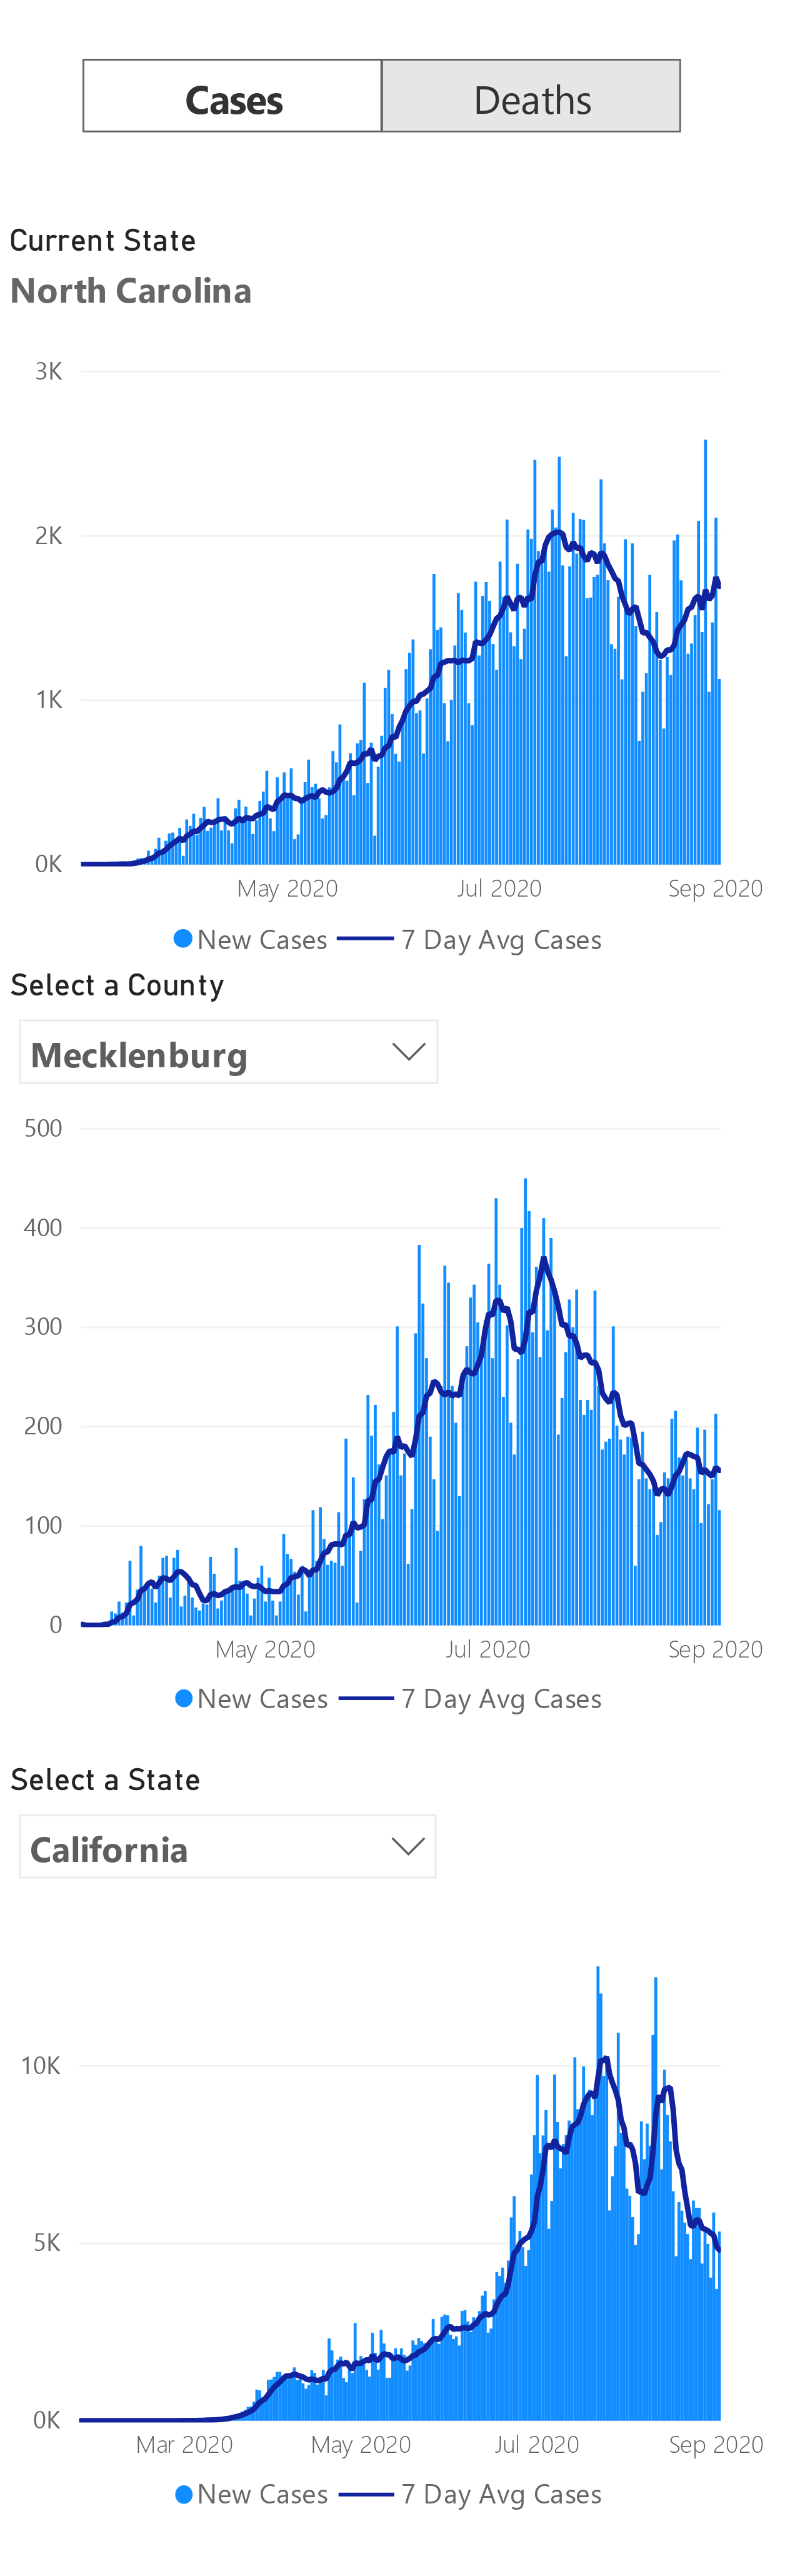 Cases Deaths
Current State
North Carolina
3K
2K
1K
0K
May 2020 Jul 2020 Sep 2020
New Cases 7 Day Avg Cases
Select a County
Mecklenburg
500
400
300
200
100
0
May 2020 Jul 2020 Sep 2020
New Cases 7 Day Avg Cases
Select a State
California
10K
5K
0K
Mar 2020 May 2020 Jul 2020 Sep 2020
New Cases 7 Day Avg Cases